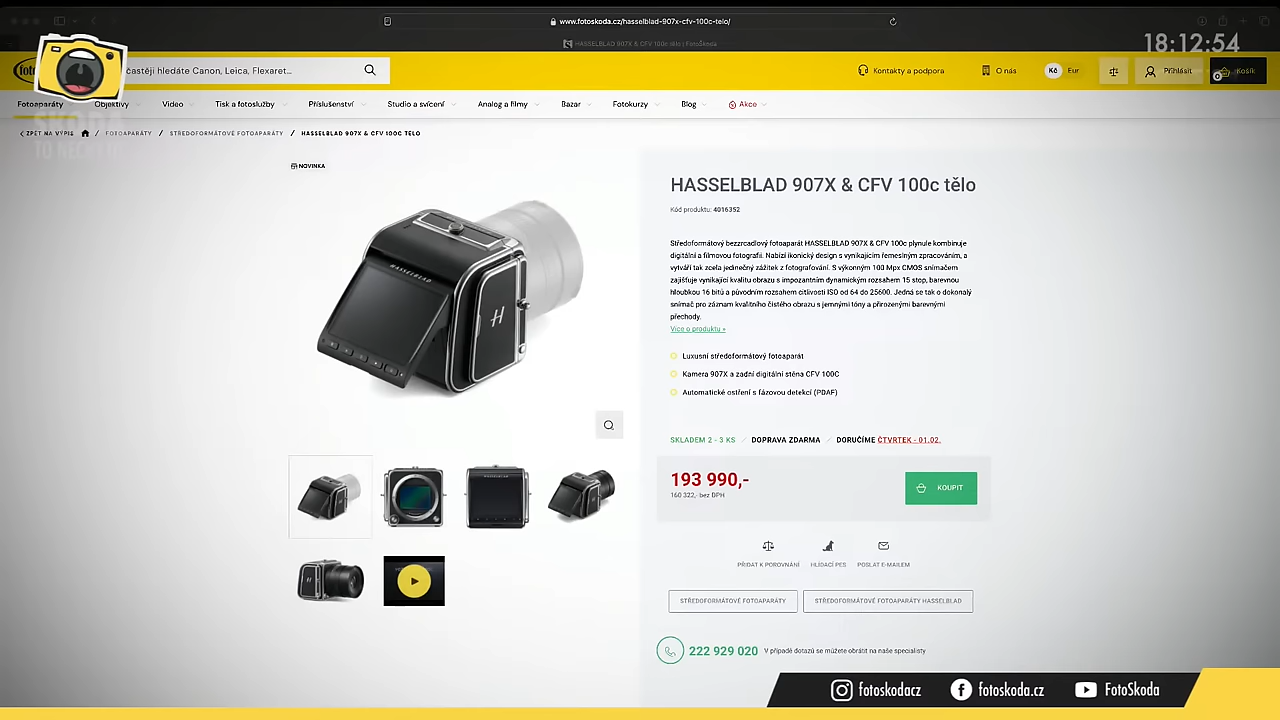 www.fotoskoda.cz/hasselblad-907x-cfv-100c-telo/
HASSELBLAD 907X & CFV 100c tělo | FotoŠkoda
18:12:54
častěji hledáte Canon, Leica, Flexaret...
Kontakty a podpora
O nás
Kč
Eur
Přihlásit
0
Košík
Fotoaparáty
Objektivy
Video
Tisk a fotoslužby
Příslušenství
Studio a svícení
Analog a filmy
Bazar
Fotokurzy
Blog
Akce
ZPĚT NA VÝPIS / FOTOAPARÁTY / STŘEDOFORMÁTOVÉ FOTOAPARÁTY / HASSELBLAD 907X & CFV 100C TĚLO
NOVINKA
HASSELBLAD
H
HASSELBLAD 907X & CFV 100c tělo
Kód produktu: 4016352
Středoformátový bezzrcadlový fotoaparát HASSELBLAD 907X & CFV 100c plynule kombinuje
digitální a filmovou fotografii. Nabízí ikonický design s vynikajícím řemeslným zpracováním, a
vytváří tak zcela jedinečný zážitek z fotografování. S výkonným 100 Mpx CMOS snímačem
zajišťuje vynikající kvalitu obrazu s impozantním dynamickým rozsahem 15 stop, barevnou
hloubkou 16 bitů a původním rozsahem citlivosti ISO od 64 do 25600. Jedná se tak o dokonalý
snímač pro záznam kvalitního čistého obrazu s jemnými tóny a přirozenými barevnými
přechody.
Více o produktu »
Luxusní středoformátový fotoaparát
Kamera 907X a zadní digitální stěna CFV 100C
Automatické ostření s fázovou detekcí (PDAF)
SKLADEM 2 - 3 KS / DOPRAVA ZDARMA / DORUČÍME ČTVRTEK - 01.02.
193 990,-
160 322,- bez DPH
KOUPIT
PŘIDAT K POROVNÁNÍ
HLÍDACÍ PES
POSLAT E-MAILEM
STŘEDOFORMÁTOVÉ FOTOAPARÁTY
STŘEDOFORMÁTOVÉ FOTOAPARÁTY HASSELBLAD
222 929 020
V případě dotazů se můžete obrátit na naše specialisty
fotoskodacz
fotoskoda.cz
FotoSkoda